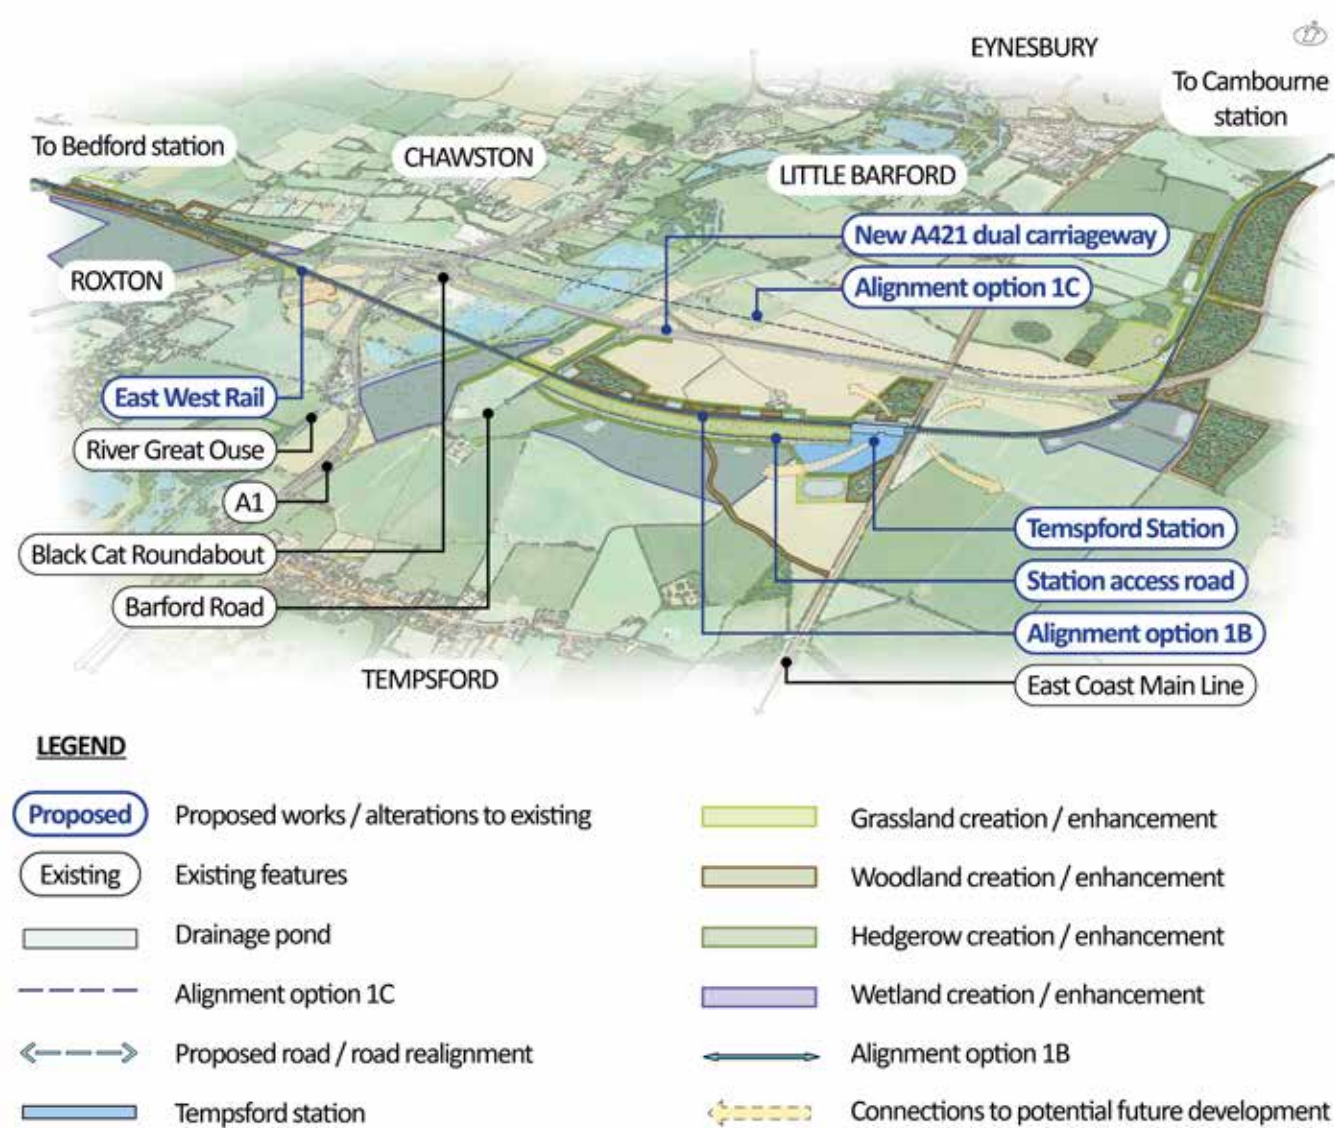 EYNESBURY
To Cambourne
station
To Bedford station
CHAWSTON
LITTLE BARFORD
New A421 dual carriageway
ROXTON
Alignment option 1C
East West Rail
River Great Ouse
A1
Black Cat Roundabout
Barford Road
Temspford Station
Station access road
Alignment option 1B
TEMPSFORD
East Coast Main Line
LEGEND
Proposed Proposed works / alterations to existing
Existing Existing features
Drainage pond
Alignment option 1C
Proposed road / road realignment
Tempsford station
Grassland creation / enhancement
Woodland creation / enhancement
Hedgerow creation / enhancement
Wetland creation / enhancement
Alignment option 1B
Connections to potential future development